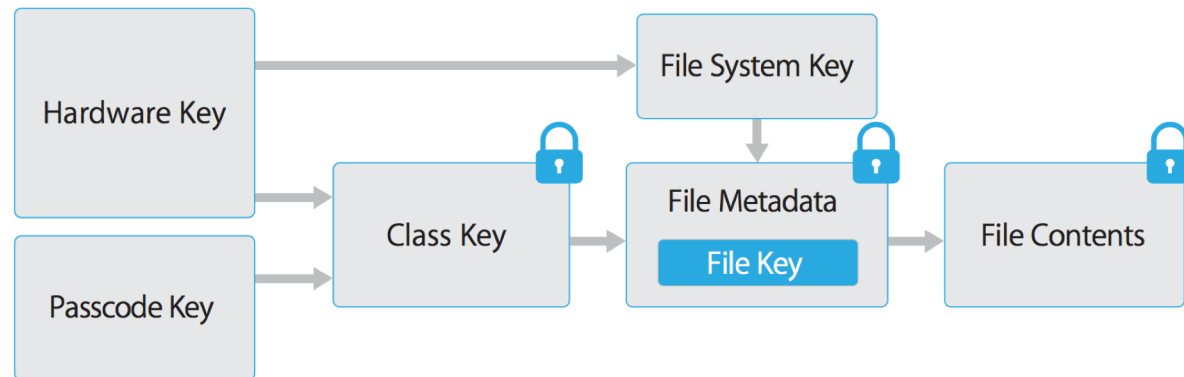 Hardware Key
File System Key
Class Key
File Metadata
File Key
File Contents
Passcode Key